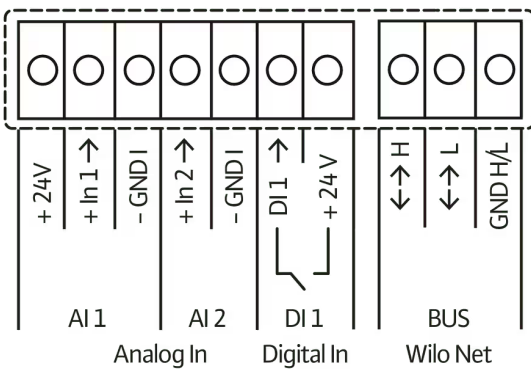 + 24V
+ In 1 →
– GND I
+ In 2 →
– GND I
DI 1 →
+ 24 V
↔ H
↔ L
GND H/L
AI 1 AI 2 DI 1 BUS
Analog In Digital In Wilo Net